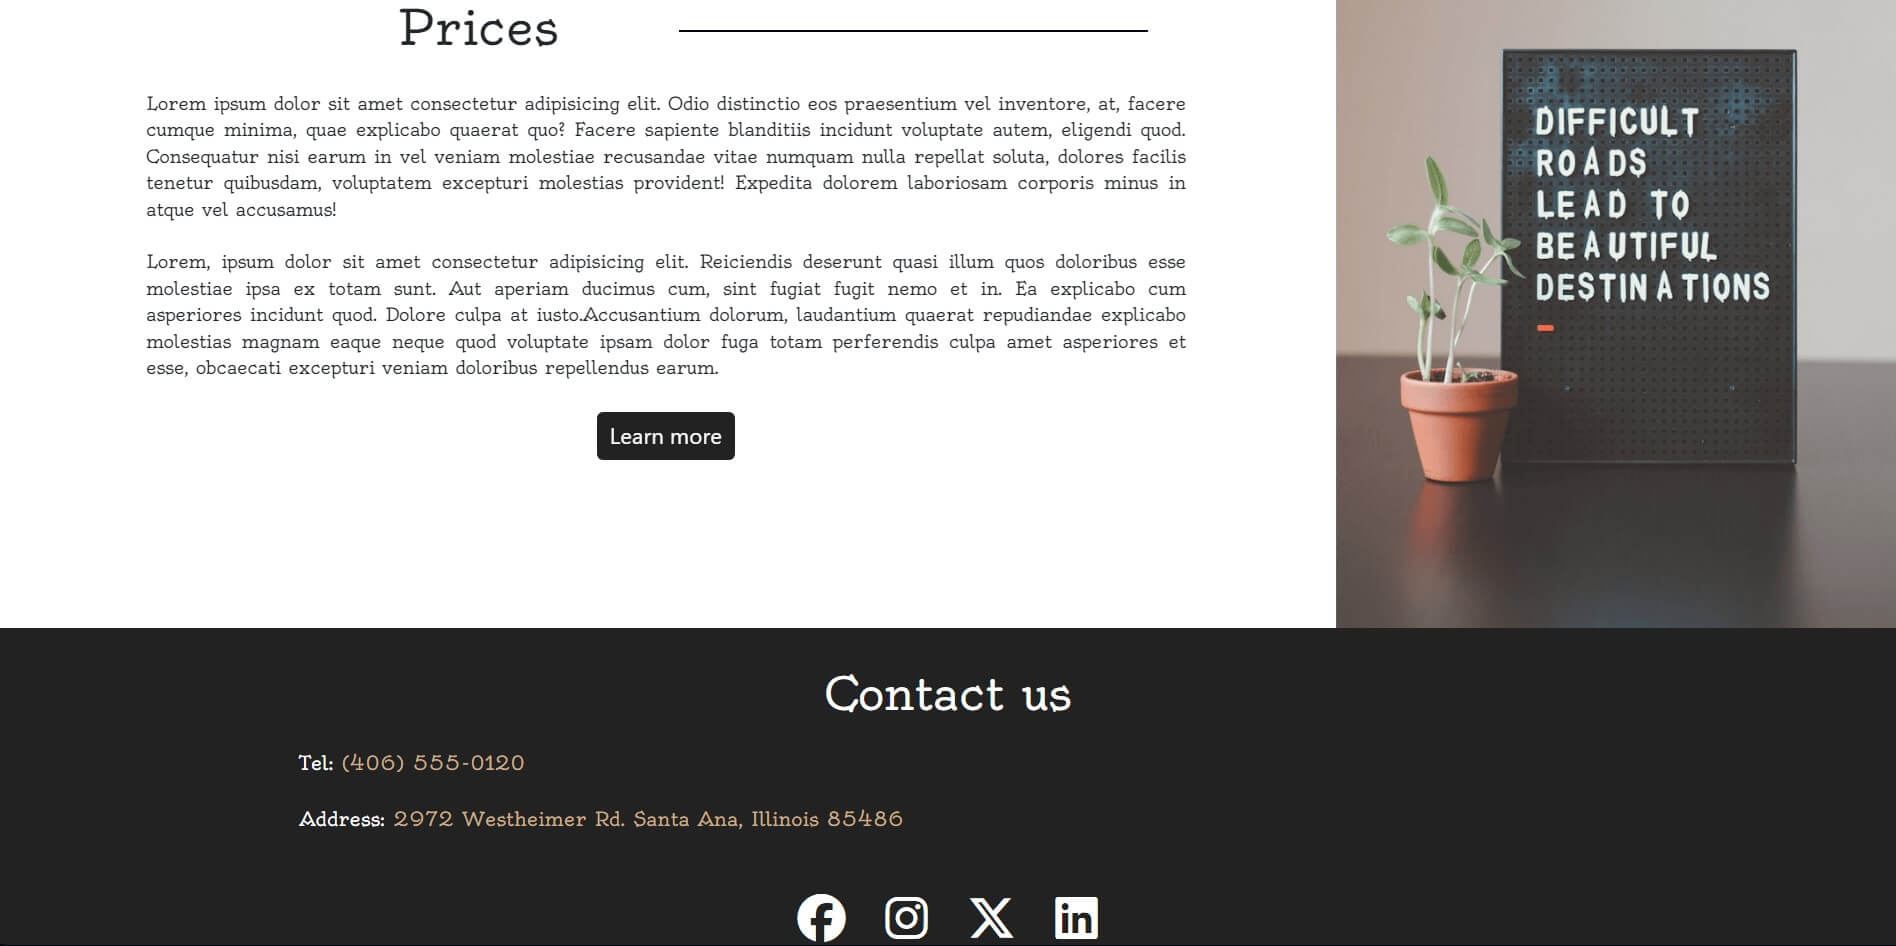 Prices
Lorem ipsum dolor sit amet consectetur adipisicing elit. Odio distinctio eos praesentium vel inventore, at, facere
cumque minima, quae explicabo quaerat quo? Facere sapiente blanditiis incidunt voluptate autem, eligendi quod.
Consequatur nisi earum in vel veniam molestiae recusandae vitae numquam nulla repellat soluta, dolores facilis
tenetur quibusdam, voluptatem excepturi molestias provident! Expedita dolorem laboriosam corporis minus in
atque vel accusamus!
Lorem, ipsum dolor sit amet consectetur adipisicing elit. Reiciendis deserunt quasi illum quos doloribus esse
molestiae ipsa ex totam sunt. Aut aperiam ducimus cum, sint fugiat fugit nemo et in. Ea explicabo cum
asperiores incidunt quod. Dolore culpa at iusto.Accusantium dolorum, laudantium quaerat repudiandae explicabo
molestias magnam eaque neque quod voluptate ipsam dolor fuga totam perferendis culpa amet asperiores et
esse, obcaecati excepturi veniam doloribus repellendus earum.
Learn more
DIFFICULT
ROADS
LEAD TO
BEAUTIFUL
DESTINATIONS
Contact us
Tel: (406) 555-0120
Address: 2972 Westheimer Rd. Santa Ana, Illinois 85486